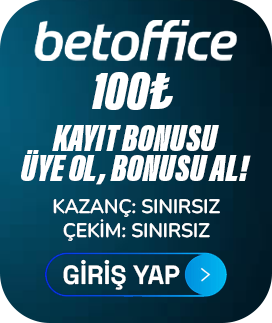 betoffice
100₺
KAYIT BONUSU
ÜYE OL, BONUSU AL!
KAZANÇ: SINIRSIZ
ÇEKİM: SINIRSIZ
GİRİŞ YAP >